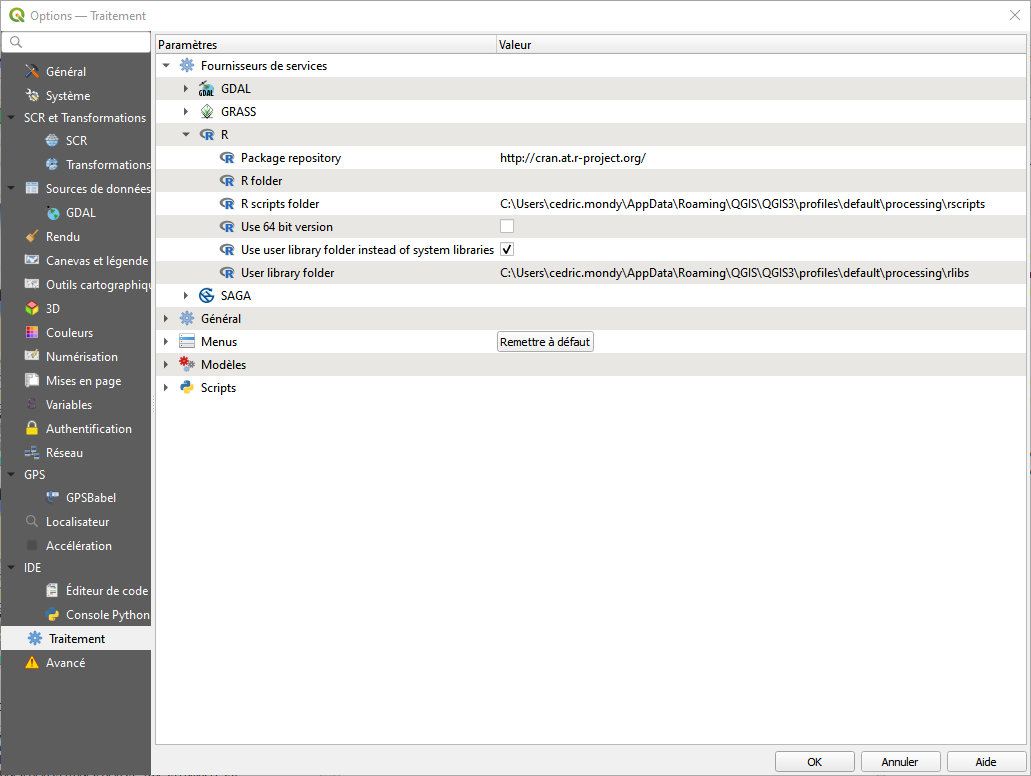 Options — Traitement
Paramètres Valeur
Général
Système
SCR et Transformations
SCR
Transformations
Sources de données
GDAL
Rendu
Canevas et légende
Outils cartographiqu
3D
Couleurs
Numérisation
Mises en page
Variables
Authentification
Réseau
GPS
GPSBabel
Localisateur
Accélération
IDE
Éditeur de code
Console Python
Traitement
Avancé
Fournisseurs de services
GDAL
GRASS
R
Package repository http://cran.at.r-project.org/
R folder
R scripts folder C:\Users\cedric.mondy\AppData\Roaming\QGIS\QGIS3\profiles\default\processing\rscripts
Use 64 bit version
Use user library folder instead of system libraries
User library folder C:\Users\cedric.mondy\AppData\Roaming\QGIS\QGIS3\profiles\default\processing\rlibs
SAGA
Général
Menus Remettre à défaut
Modèles
Scripts
OK Annuler Aide